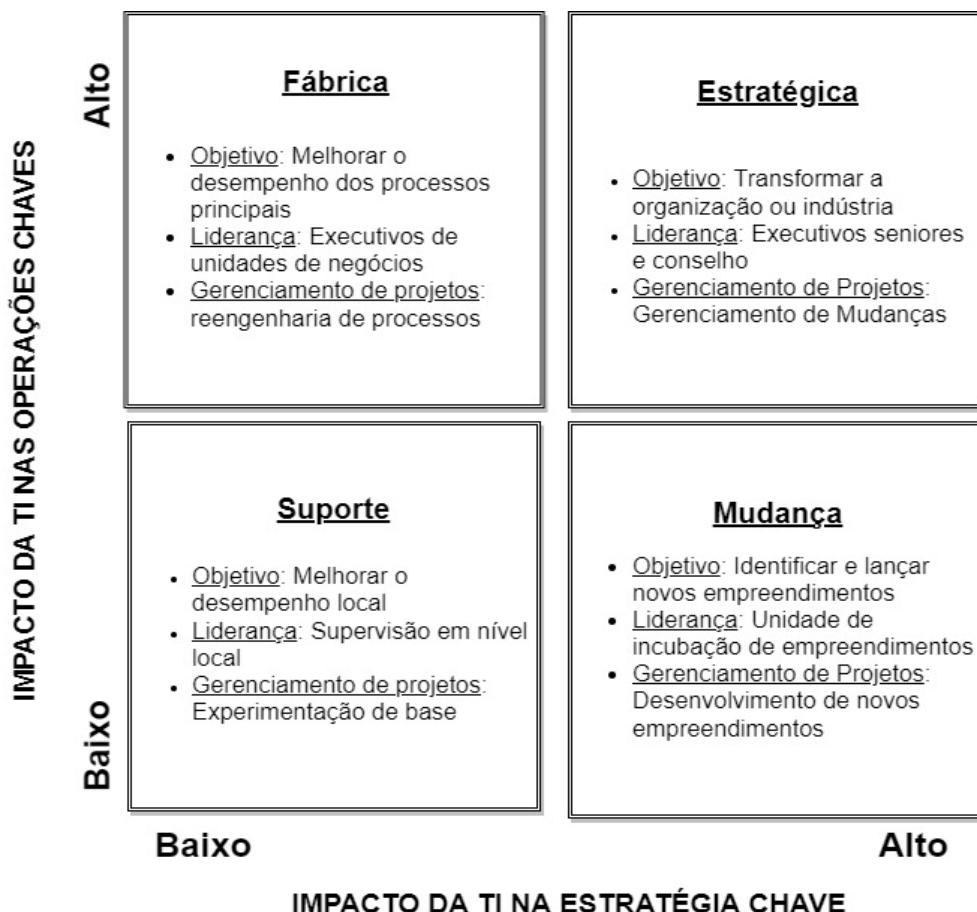 IMPACTO DA TI NAS OPERAÇÕES CHAVES
Alto
Baixo
Fábrica
• Objetivo: Melhorar o
desempenho dos processos
principais
• Liderança: Executivos de
unidades de negócios
• Gerenciamento de projetos:
reengenharia de processos
Estratégica
• Objetivo: Transformar a
organização ou indústria
• Liderança: Executivos seniores
e conselho
• Gerenciamento de Projetos:
Gerenciamento de Mudanças
Suporte
• Objetivo: Melhorar o
desempenho local
• Liderança: Supervisão em nível
local
• Gerenciamento de projetos:
Experimentação de base
Mudança
• Objetivo: Identificar e lançar
novos empreendimentos
• Liderança: Unidade de
incubação de empreendimentos
• Gerenciamento de Projetos:
Desenvolvimento de novos
empreendimentos
Baixo
Alto
IMPACTO DA TI NA ESTRATÉGIA CHAVE